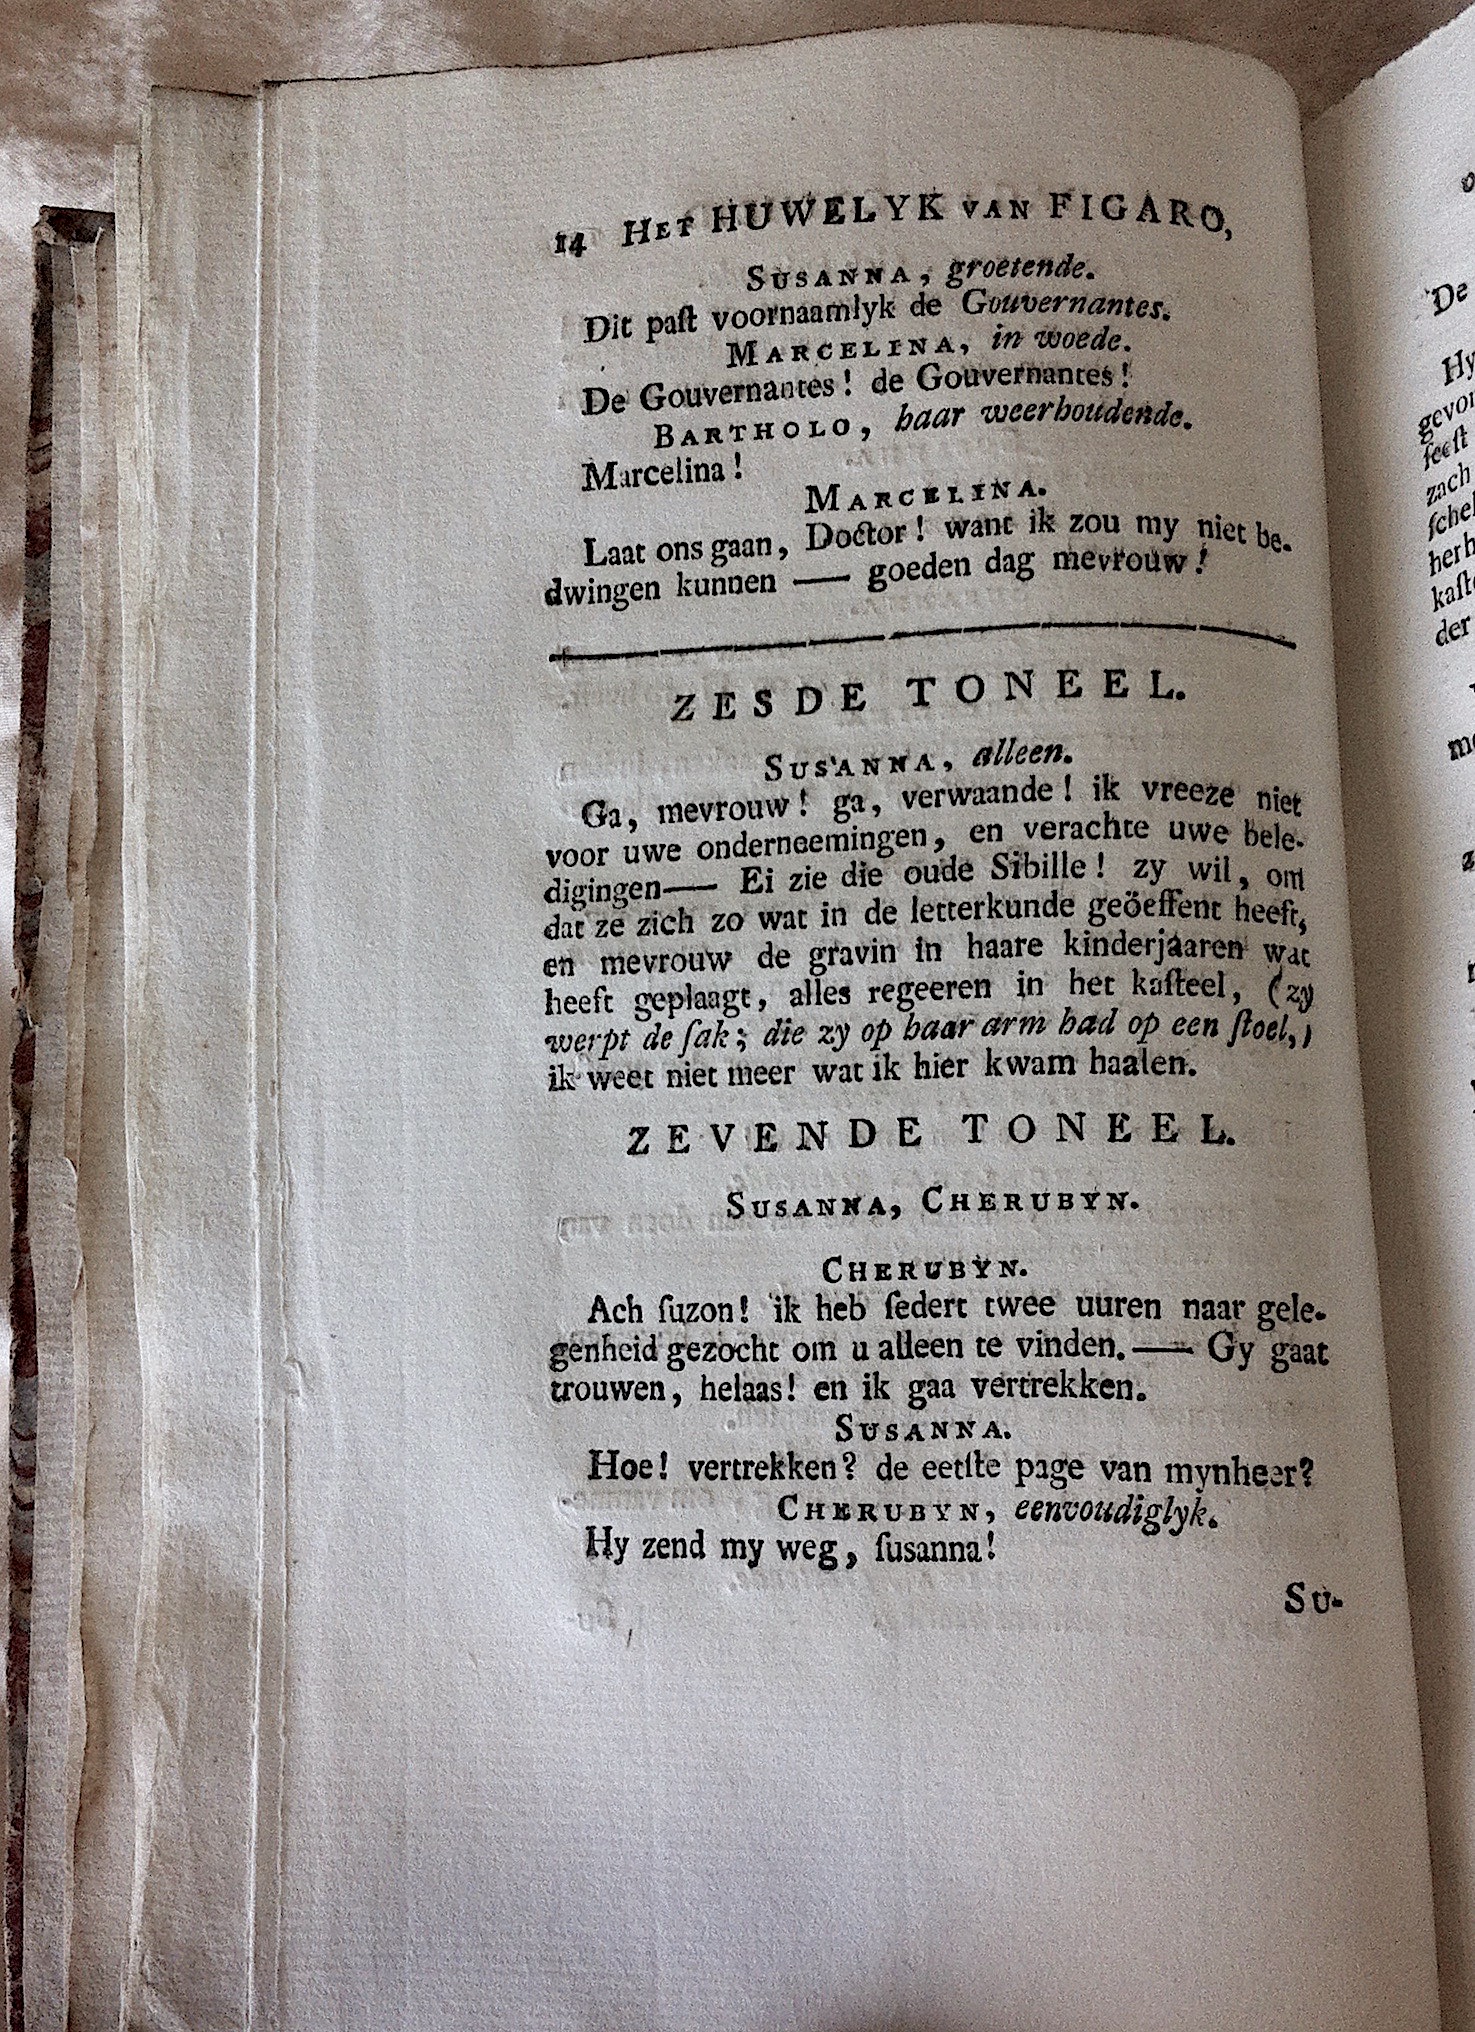 14 HET HUWELYK VAN FIGARO,
SUSANNA, groetende.
Dit paſt voornaamlyk de Gouvernantes.
MARCELINA, in woede.
De Gouvernantes! de Gouvernantes!
BARTHOLO, haar weerhoudende.
Marcelina!
MARCELINA.
Laat ons gaan, Doctor! want ik zou my niet be-
dwingen kunnen — goeden dag mevrouw!
ZESDE TONEEL.
SUSANNA, alleen.
Ga, mevrouw! ga, verwaande! ik vreeze niet
voor uwe onderneemingen, en verachte uwe bele-
digingen— Ei zie die oude Sibille! zy wil, om
dat ze zich zo wat in de letterkunde geöeffent heeft,
en mevrouw de gravin in haare kinderjaaren wat
heeft geplaagt, alles regeeren in het kaſteel, (zy
werpt de ſak; die zy op haar arm had op een ſtoel,)
ik weet niet meer wat ik hier kwam haalen.
ZEVENDE TONEEL.
SUSANNA, CHERUBYN.
CHERUBYN.
Ach ſuzon! ik heb ſedert twee uuren naar gele-
genheid gezocht om u alleen te vinden.— Gy gaat
trouwen, helaas! en ik gaa vertrekken.
SUSANNA.
Hoe! vertrekken? de eerſte page van mynheer?
CHERUBYN, eenvoudiglyk.
Hy zend my weg, ſusanna!
SU-
De
Hy
gevon
feeſt
zach
ſchel
herh
kaſte
der